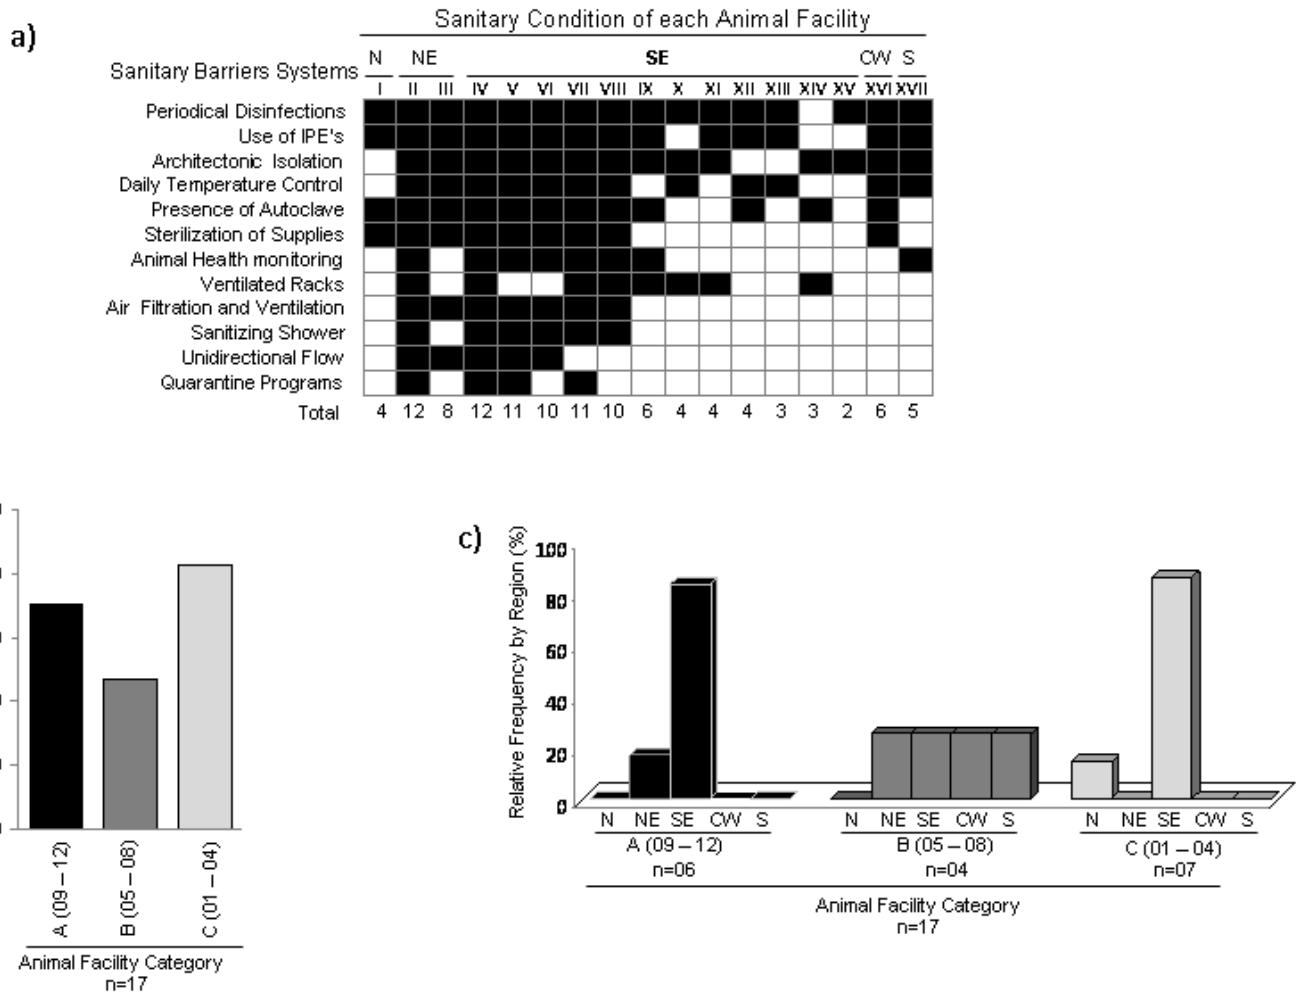 a)
Sanitary Condition of each Animal Facility
N NE SE CW S
Sanitary Barriers Systems
I II III IV V VI VII VIII IX X XI XII XIII XIV XV XVI XVII
Periodical Disinfections
Use of IPE's
Architectonic Isolation
Daily Temperature Control
Presence of Autoclave
Sterilization of Supplies
Animal Health monitoring
Ventilated Racks
Air Filtration and Ventilation
Sanitizing Shower
Unidirectional Flow
Quarantine Programs
Total 4 12 8 12 11 10 11 10 6 4 4 4 3 3 2 6 5
A (09 – 12)
B (05 – 08)
C (01 – 04)
Animal Facility Category
n=17
c)
Relative Frequency by Region (%)
100
80
60
40
20
0
N NE SE CW S N NE SE CW S N NE SE CW S
A (09 – 12) B (05 – 08) C (01 – 04)
n=06 n=04 n=07
Animal Facility Category
n=17